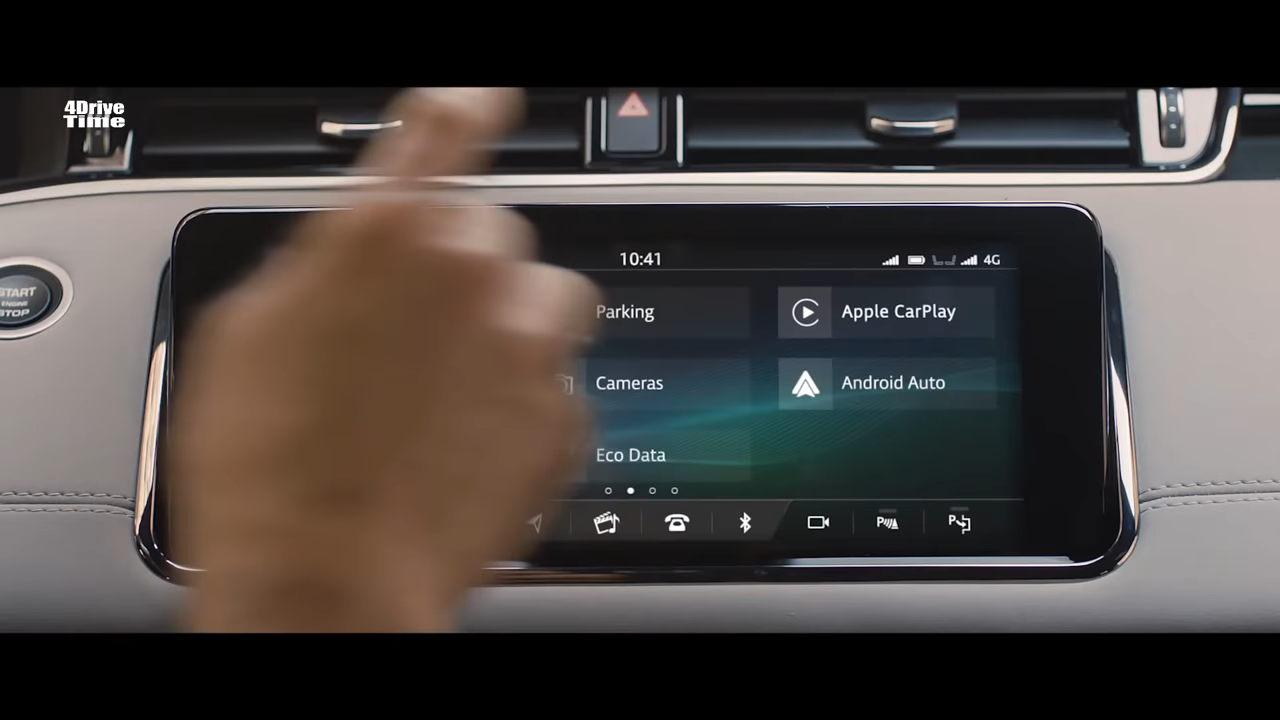 4Drive
Time
START
ENGINE
STOP
10:41
4G
Parking
Apple CarPlay
Cameras
Android Auto
Eco Data
P
P